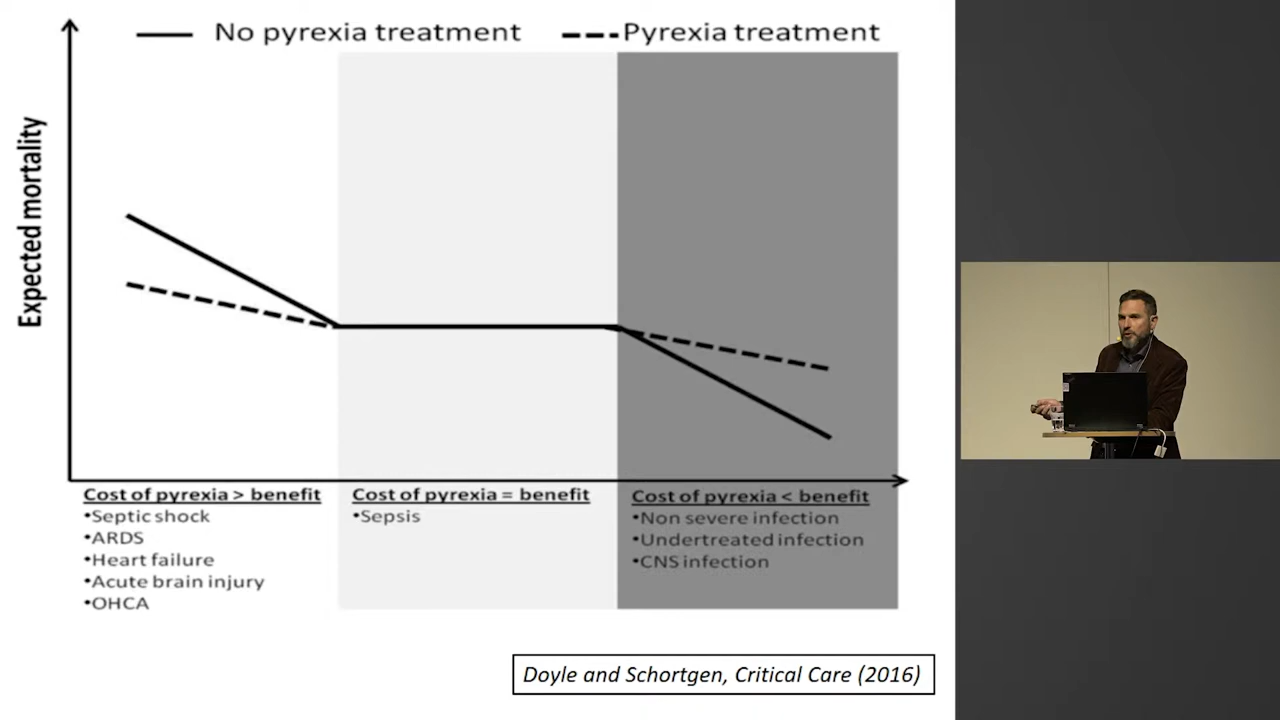 No pyrexia treatment
Pyrexia treatment
Expected mortality
Cost of pyrexia > benefit
•Septic shock
•ARDS
•Heart failure
•Acute brain injury
•OHCA
Cost of pyrexia = benefit
•Sepsis
Cost of pyrexia < benefit
•Non severe infection
•Undertreated infection
•CNS infection
Doyle and Schortgen, Critical Care (2016)